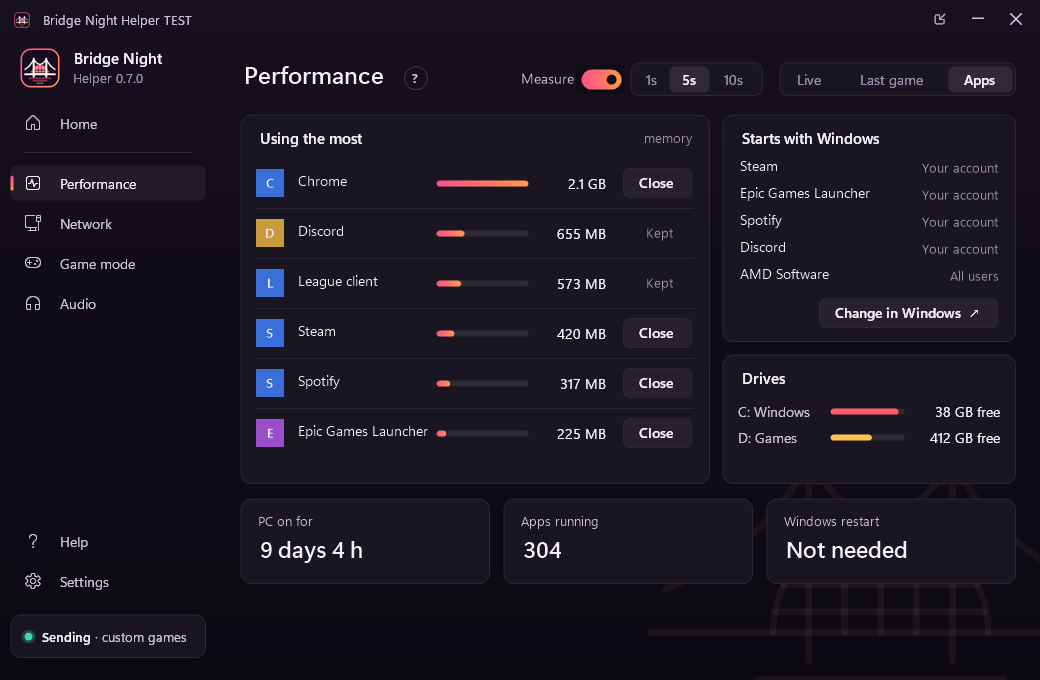 Bridge Night Helper TEST
Bridge Night
Helper 0.7.0
Home
Performance
Network
Game mode
Audio
? Help
Settings
Sending · custom games
Performance ?
Measure 1s 5s 10s Live Last game Apps
Using the most memory
C Chrome 2.1 GB Close
D Discord 655 MB Kept
L League client 573 MB Kept
S Steam 420 MB Close
S Spotify 317 MB Close
E Epic Games Launcher 225 MB Close
Starts with Windows
Steam Your account
Epic Games Launcher Your account
Spotify Your account
Discord Your account
AMD Software All users
Change in Windows ↗
Drives
C: Windows 38 GB free
D: Games 412 GB free
PC on for
9 days 4 h
Apps running
304
Windows restart
Not needed